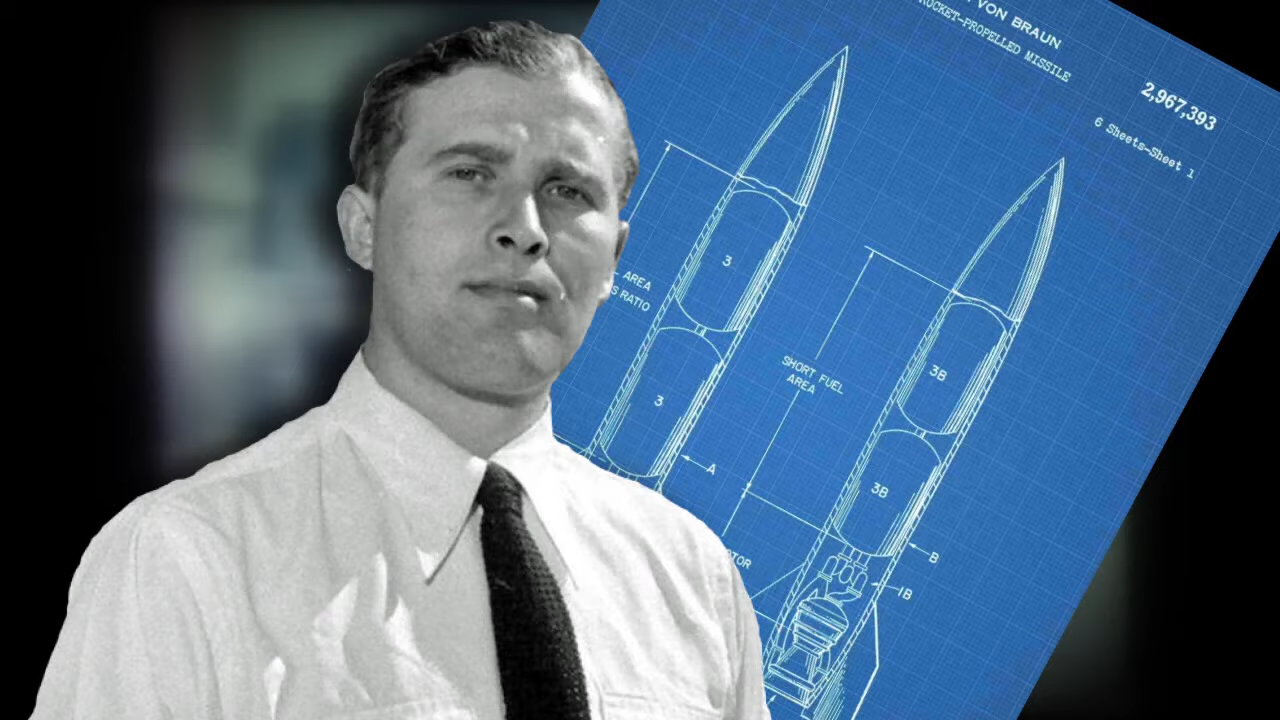 VON BRAUN
ROCKET-PROPELLED MISSILE
2,967,393
6 Sheets-Sheet 1
3
AREA
RATIO
3
A
SHORT FUEL
AREA
3B
3B
B
1B